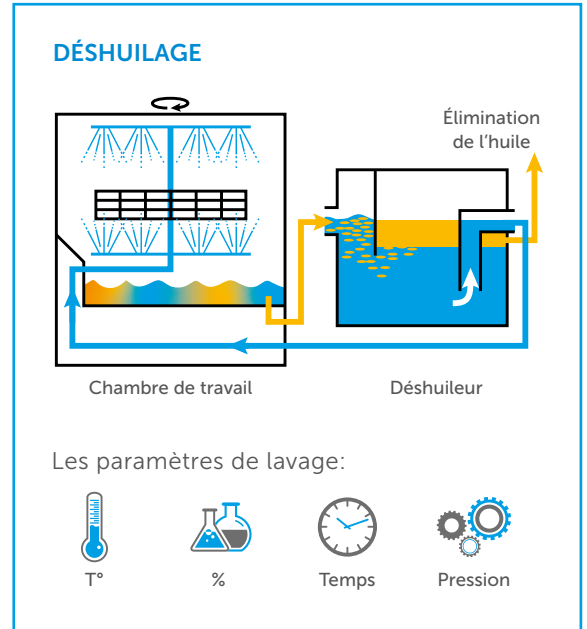 DÉSHUILAGE
Élimination
de l'huile
Chambre de travail
Déshuileur
Les paramètres de lavage:
T°
%
Temps
Pression